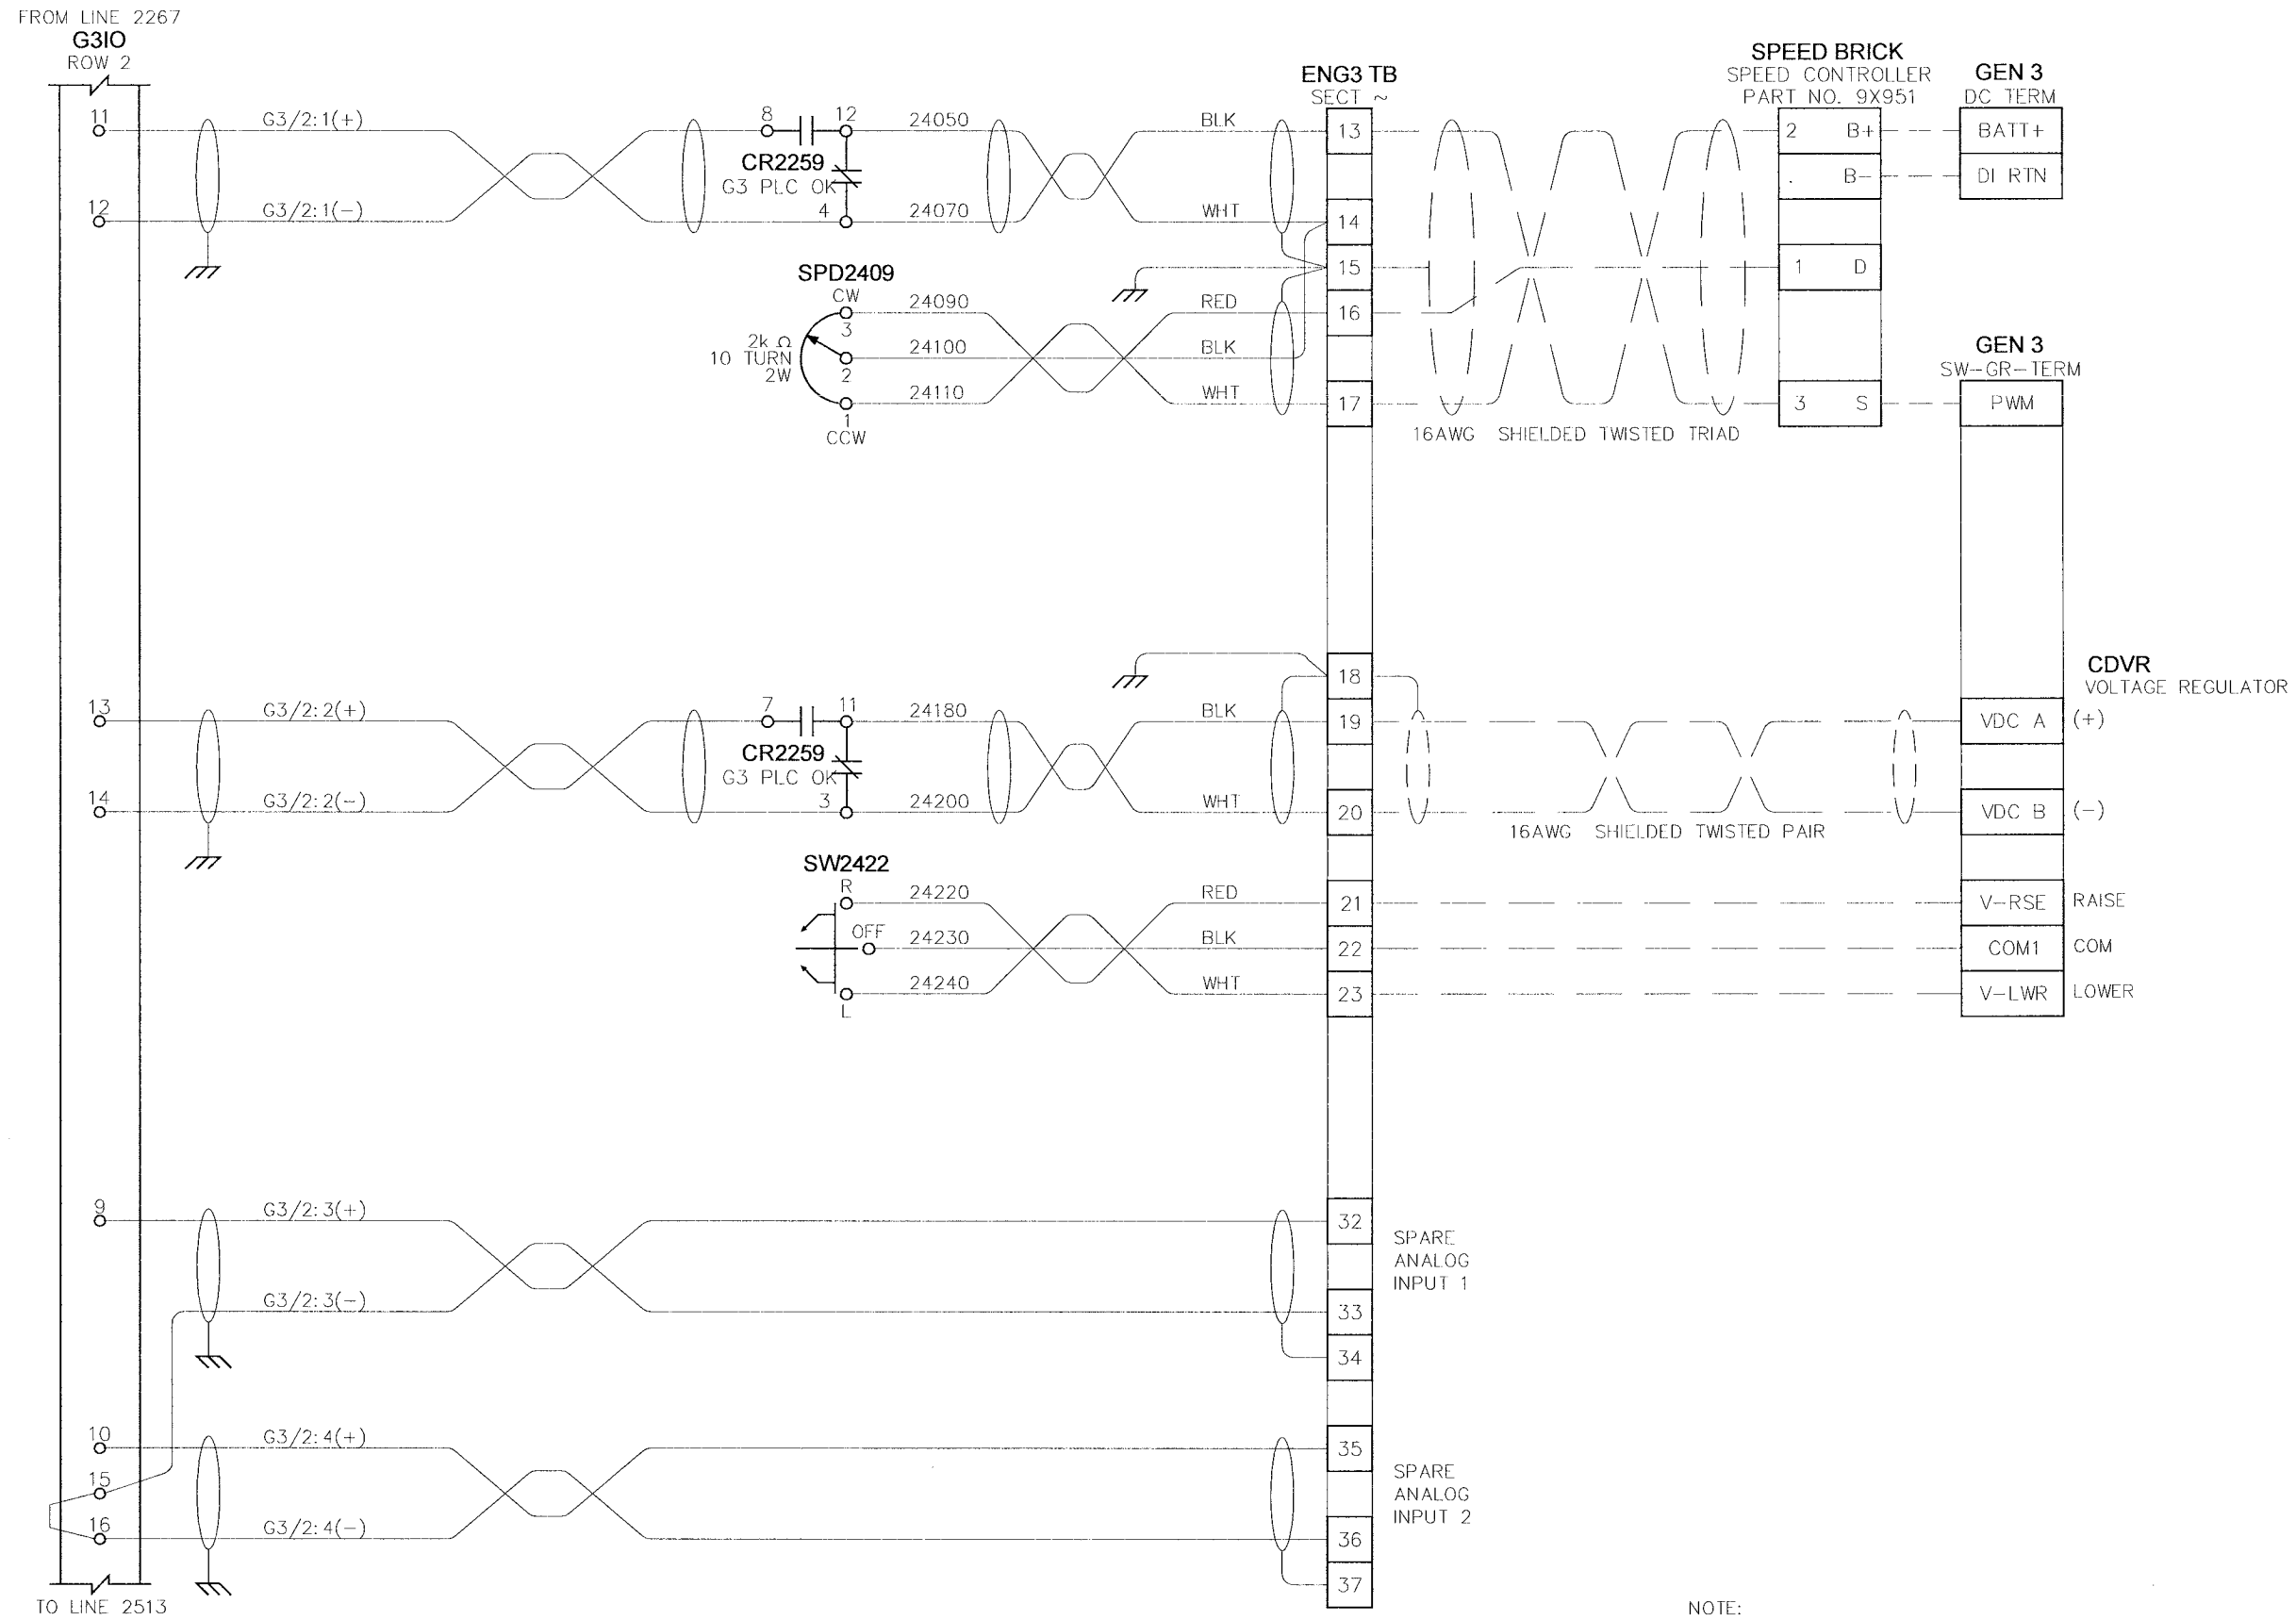 FROM LINE 2267
G3IO
ROW 2
SPEED BRICK
SPEED CONTROLLER
PART NO. 9X951
GEN 3
DC TERM
ENG3 TB
SECT ~
11
G3/2:1(+)
8
12
24050
BLK
13
2 B+
BATT+
CR2259
G3 PLC OK
. B-
DI RTN
12
G3/2:1(-)
4
24070
WHT
14
SPD2409
15
1 D
CW
3
24090
RED
16
2k Ω
10 TURN
2W
24100
2
BLK
GEN 3
SW-GR-TERM
24110
1
CCW
WHT
17
3 S
PWM
16AWG SHIELDED TWISTED TRIAD
18
CDVR
VOLTAGE REGULATOR
13
G3/2:2(+)
7
11
24180
BLK
19
VDC A
(+)
CR2259
G3 PLC OK
14
G3/2:2(-)
3
24200
WHT
20
VDC B
(-)
16AWG SHIELDED TWISTED PAIR
SW2422
R
24220
RED
21
V-RSE
RAISE
OFF
24230
BLK
22
COM1
COM
24240
L
WHT
23
V-LWR
LOWER
9
G3/2:3(+)
32
SPARE
ANALOG
INPUT 1
G3/2:3(-)
33
34
10
G3/2:4(+)
35
15
SPARE
ANALOG
INPUT 2
16
G3/2:4(-)
36
37
TO LINE 2513
NOTE: